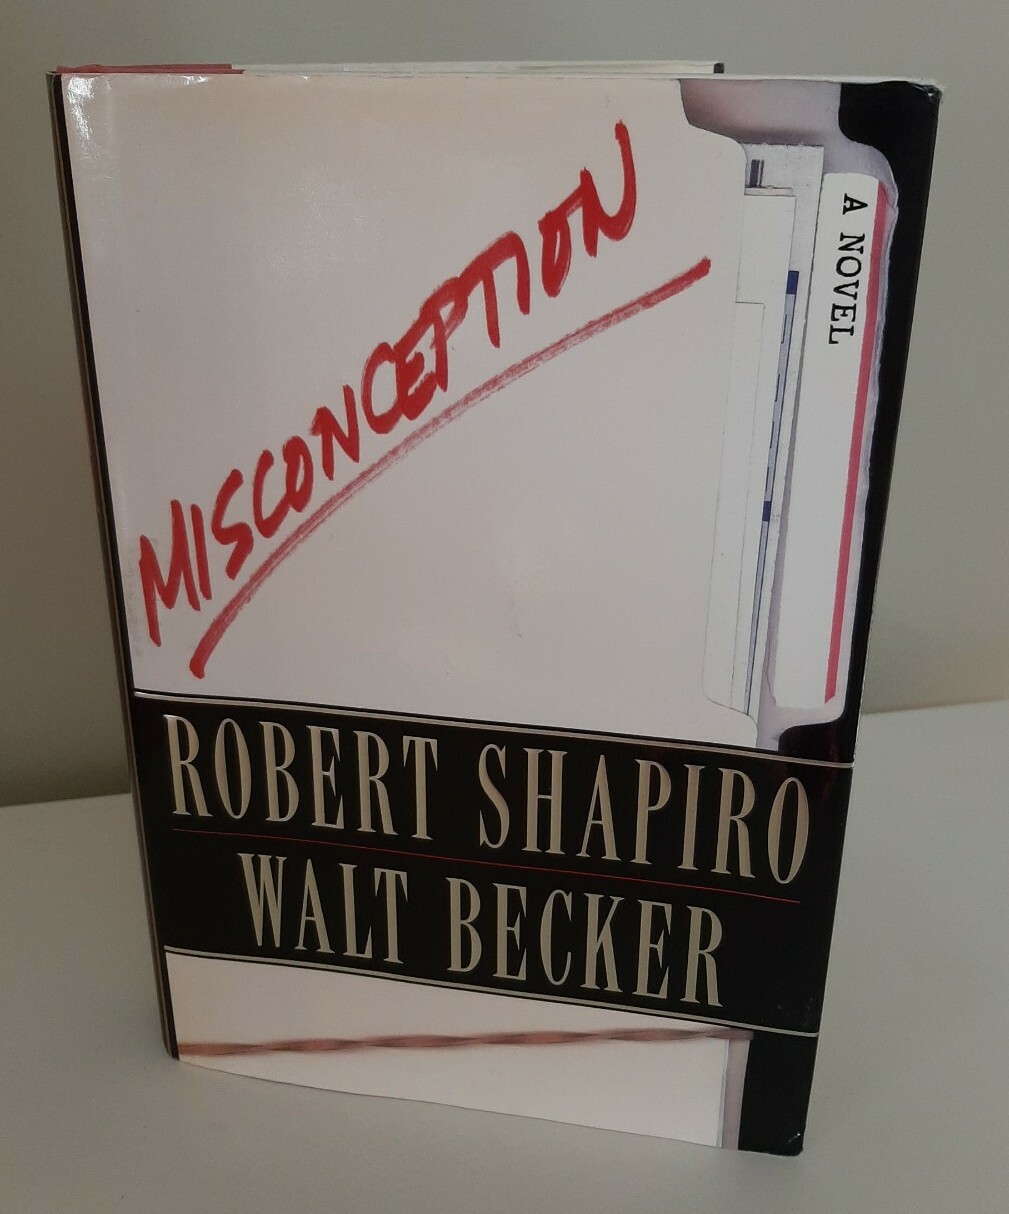 MISCONCEPTION
A NOVEL
ROBERT SHAPIRO
WALT BECKER